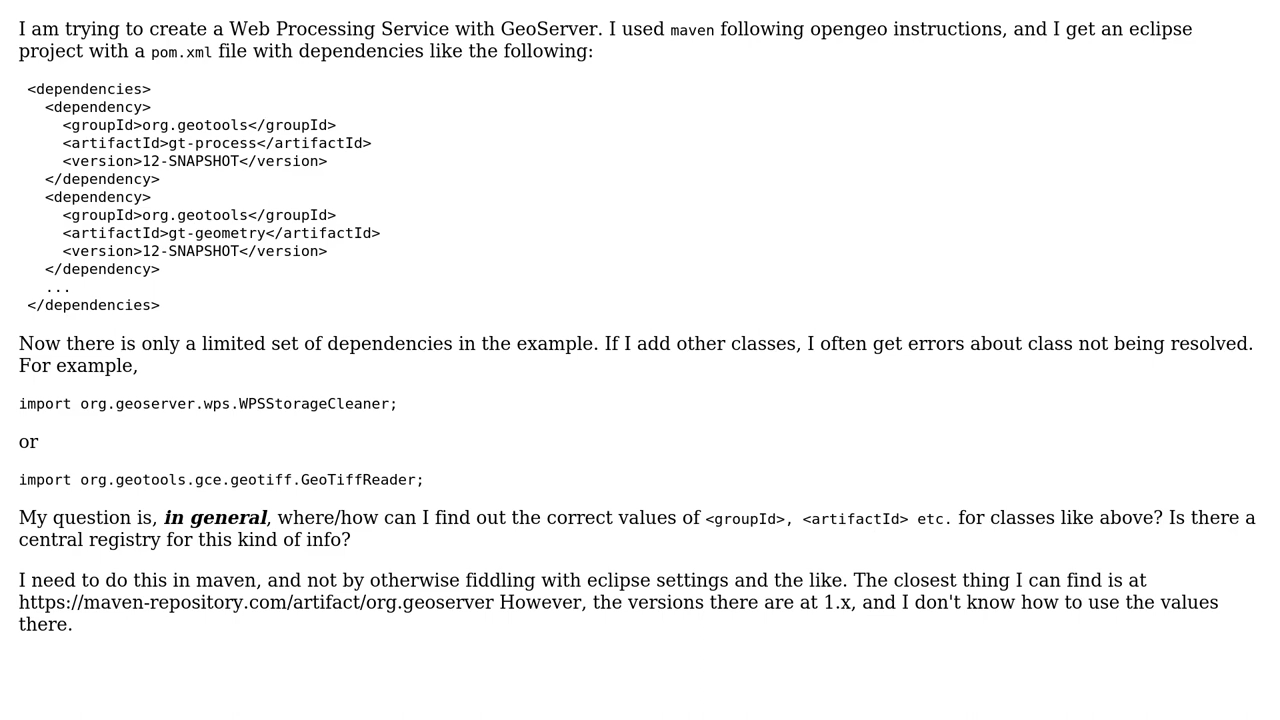 I am trying to create a Web Processing Service with GeoServer. I used maven following opengeo instructions, and I get an eclipse
project with a pom.xml file with dependencies like the following:
<dependencies>
<dependency>
<groupId>org.geotools</groupId>
<artifactId>gt-process</artifactId>
<version>12-SNAPSHOT</version>
</dependency>
<dependency>
<groupId>org.geotools</groupId>
<artifactId>gt-geometry</artifactId>
<version>12-SNAPSHOT</version>
</dependency>
...
</dependencies>
Now there is only a limited set of dependencies in the example. If I add other classes, I often get errors about class not being resolved.
For example,
import org.geoserver.wps.WPSStorageCleaner;
or
import org.geotools.gce.geotiff.GeoTiffReader;
My question is, in general, where/how can I find out the correct values of <groupId>, <artifactId> etc. for classes like above? Is there a
central registry for this kind of info?
I need to do this in maven, and not by otherwise fiddling with eclipse settings and the like. The closest thing I can find is at
https://maven-repository.com/artifact/org.geoserver However, the versions there are at 1.x, and I don't know how to use the values
there.